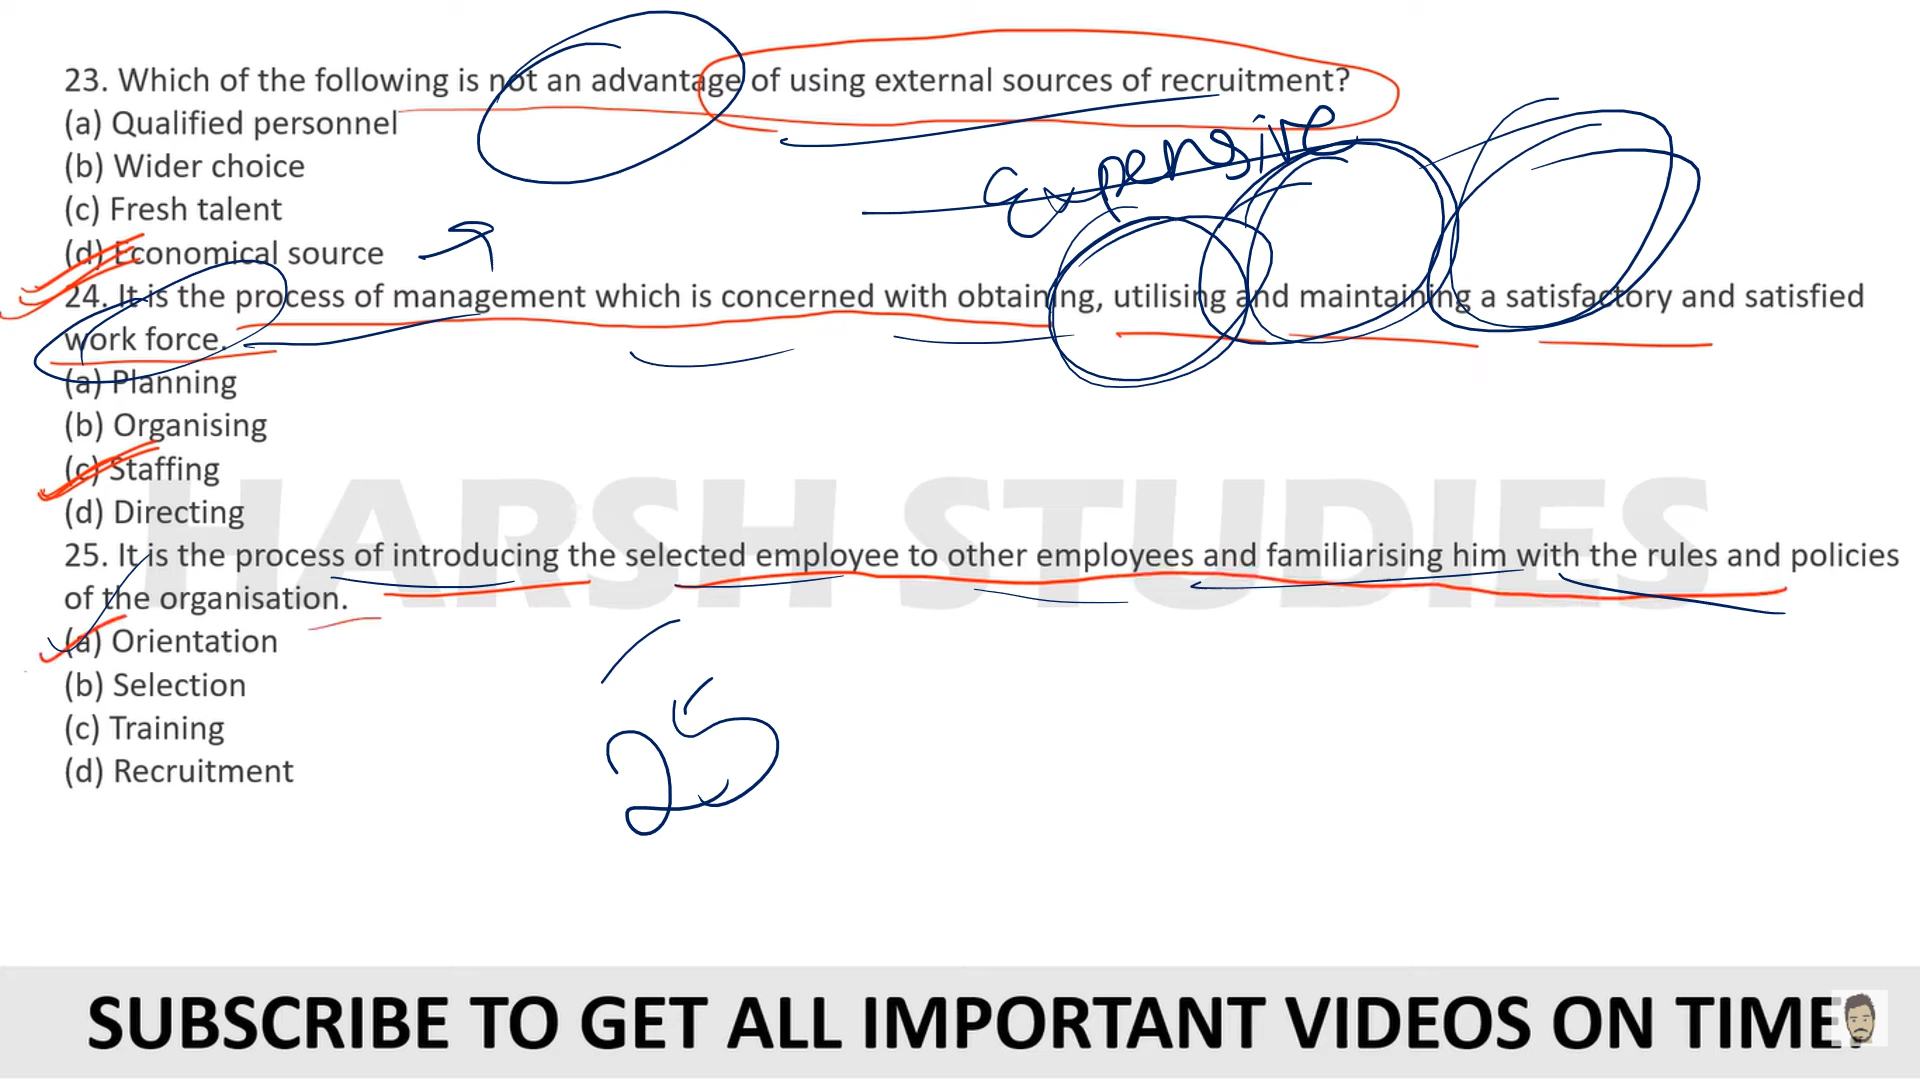 23. Which of the following is not an advantage of using external sources of recruitment?
(a) Qualified personnel
(b) Wider choice
expensive
(c) Fresh talent
(d) Economical source
24. It is the process of management which is concerned with obtaining, utilising and maintaining a satisfactory and satisfied
work force.
(a) Planning
(b) Organising
(c) Staffing
(d) Directing
HARSH STUDIES
25. It is the process of introducing the selected employee to other employees and familiarising him with the rules and policies
of the organisation.
(a) Orientation
(b) Selection
(c) Training
25
(d) Recruitment
SUBSCRIBE TO GET ALL IMPORTANT VIDEOS ON TIME.